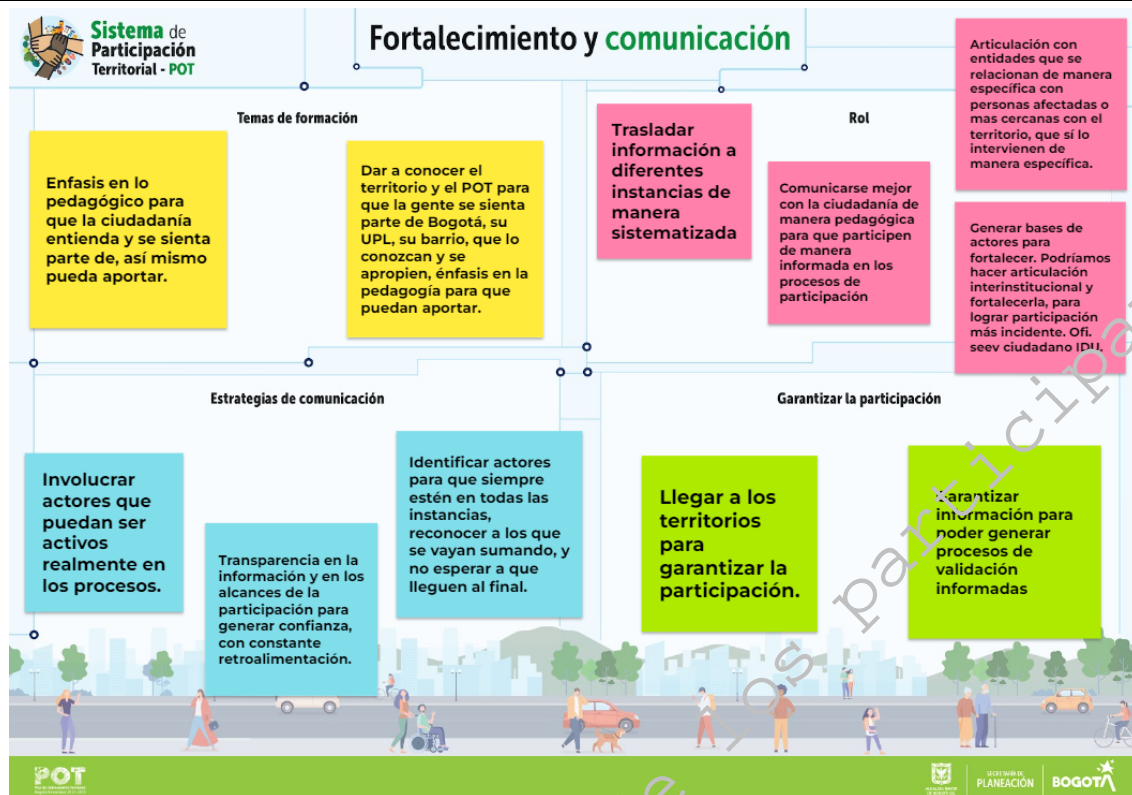 Sistema de
Participación
Territorial - POT
Fortalecimiento y comunicación
Temas de formación
Enfasis en lo
pedagógico para
que la ciudadanía
entienda y se sienta
parte de, así mismo
pueda aportar.
Dar a conocer el
territorio y el POT para
que la gente se sienta
parte de Bogotá, su
UPL, su barrio, que lo
conozcan y se
apropien, énfasis en la
pedagogía para que
puedan aportar.
Rol
Trasladar
información a
diferentes
instancias de
manera
sistematizada
Comunicarse mejor
con la ciudadanía de
manera pedagógica
para que participen
de manera
informada en los
procesos de
participación
Articulación con
entidades que se
relacionan de manera
específica con
personas afectadas o
mas cercanas con el
territorio, que sí lo
intervienen de
manera específica.
Generar bases de
actores para
fortalecer. Podríamos
hacer articulación
interinstitucional y
fortalecerla, para
lograr participación
más incidente. Ofi.
seev ciudadano IDU.
Estrategias de comunicación
Involucrar
actores que
puedan ser
activos
realmente en
los procesos.
Transparencia en la
información y en los
alcances de la
participación para
generar confianza,
con constante
retroalimentación.
Identificar actores
para que siempre
estén en todas las
instancias,
reconocer a los que
se vayan sumando, y
no esperar a que
lleguen al final.
Garantizar la participación
Llegar a los
territorios
para
garantizar la
participación.
Garantizar
información para
poder generar
procesos de
validación
informadas
os particip
POT
SECRETARÍA DE
PLANEACIÓN
BOGOTÁ